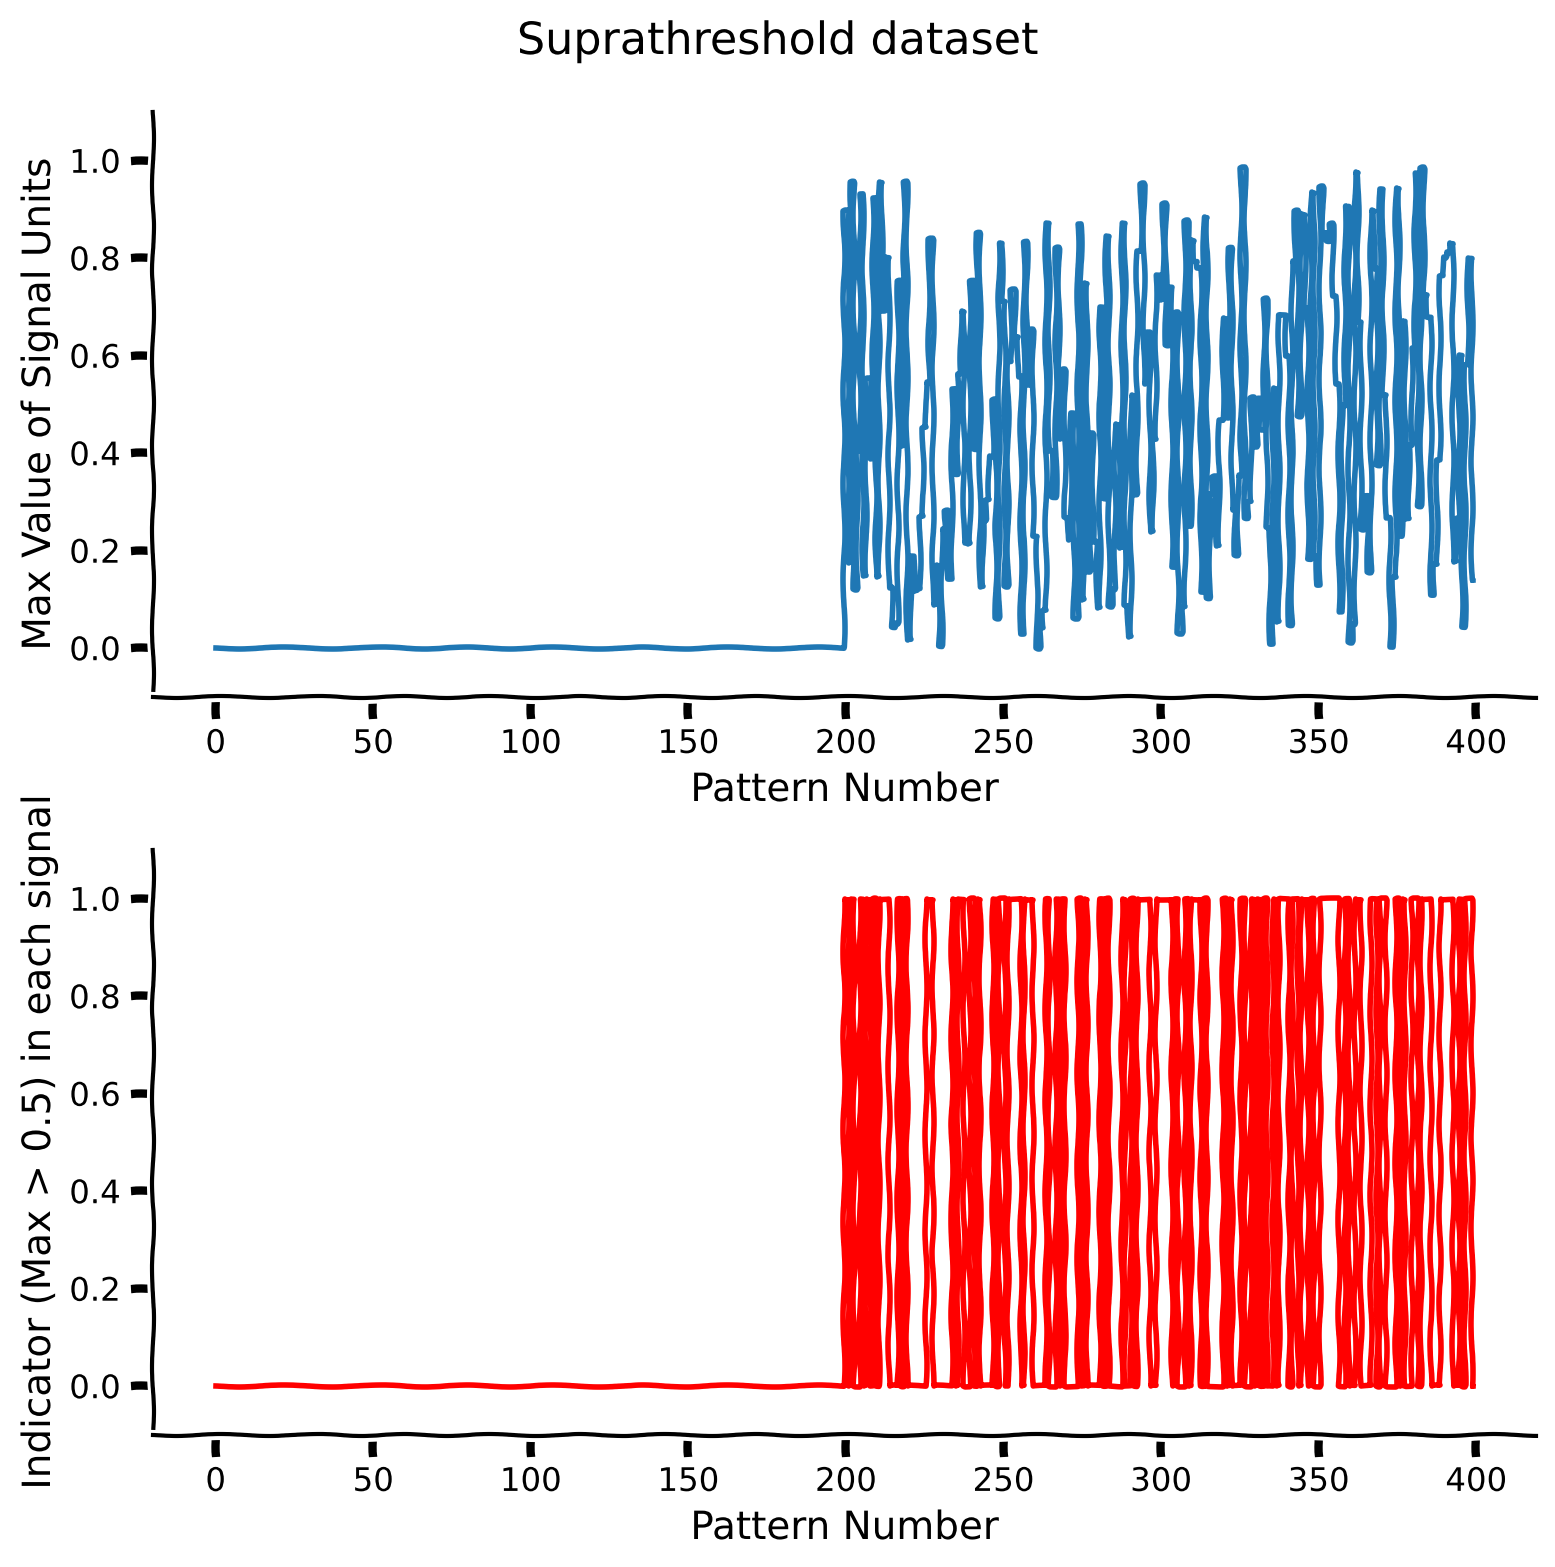 Suprathreshold dataset
Max Value of Signal Units
1.0
0.8
0.6
0.4
0.2
0.0
0 50 100 150 200 250 300 350 400
Pattern Number
Indicator (Max > 0.5) in each signal
1.0
0.8
0.6
0.4
0.2
0.0
0 50 100 150 200 250 300 350 400
Pattern Number